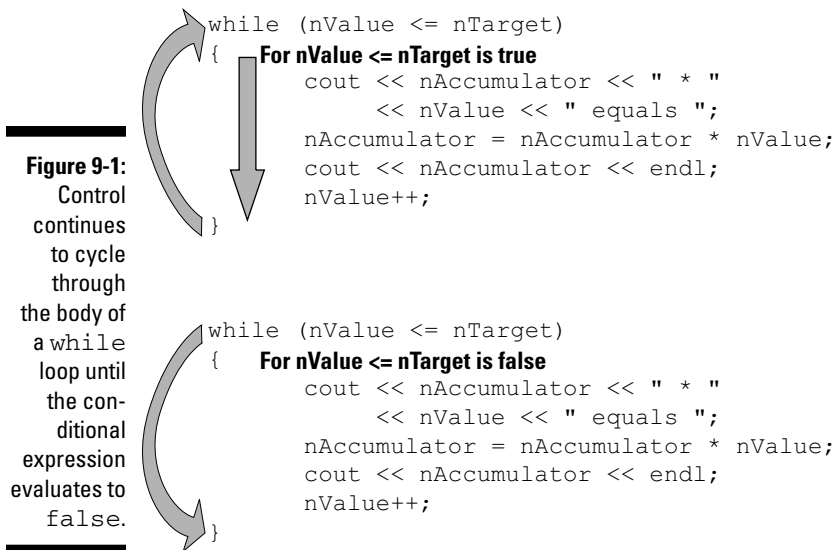 while (nValue <= nTarget)
{ For nValue <= nTarget is true
cout << nAccumulator << " * "
<< nValue << " equals ";
nAccumulator = nAccumulator * nValue;
cout << nAccumulator << endl;
nValue++;
}
Figure 9-1:
Control
continues
to cycle
through
the body of
a while
loop until
the con-
ditional
expression
evaluates to
false.
while (nValue <= nTarget)
{ For nValue <= nTarget is false
cout << nAccumulator << " * "
<< nValue << " equals ";
nAccumulator = nAccumulator * nValue;
cout << nAccumulator << endl;
nValue++;
}